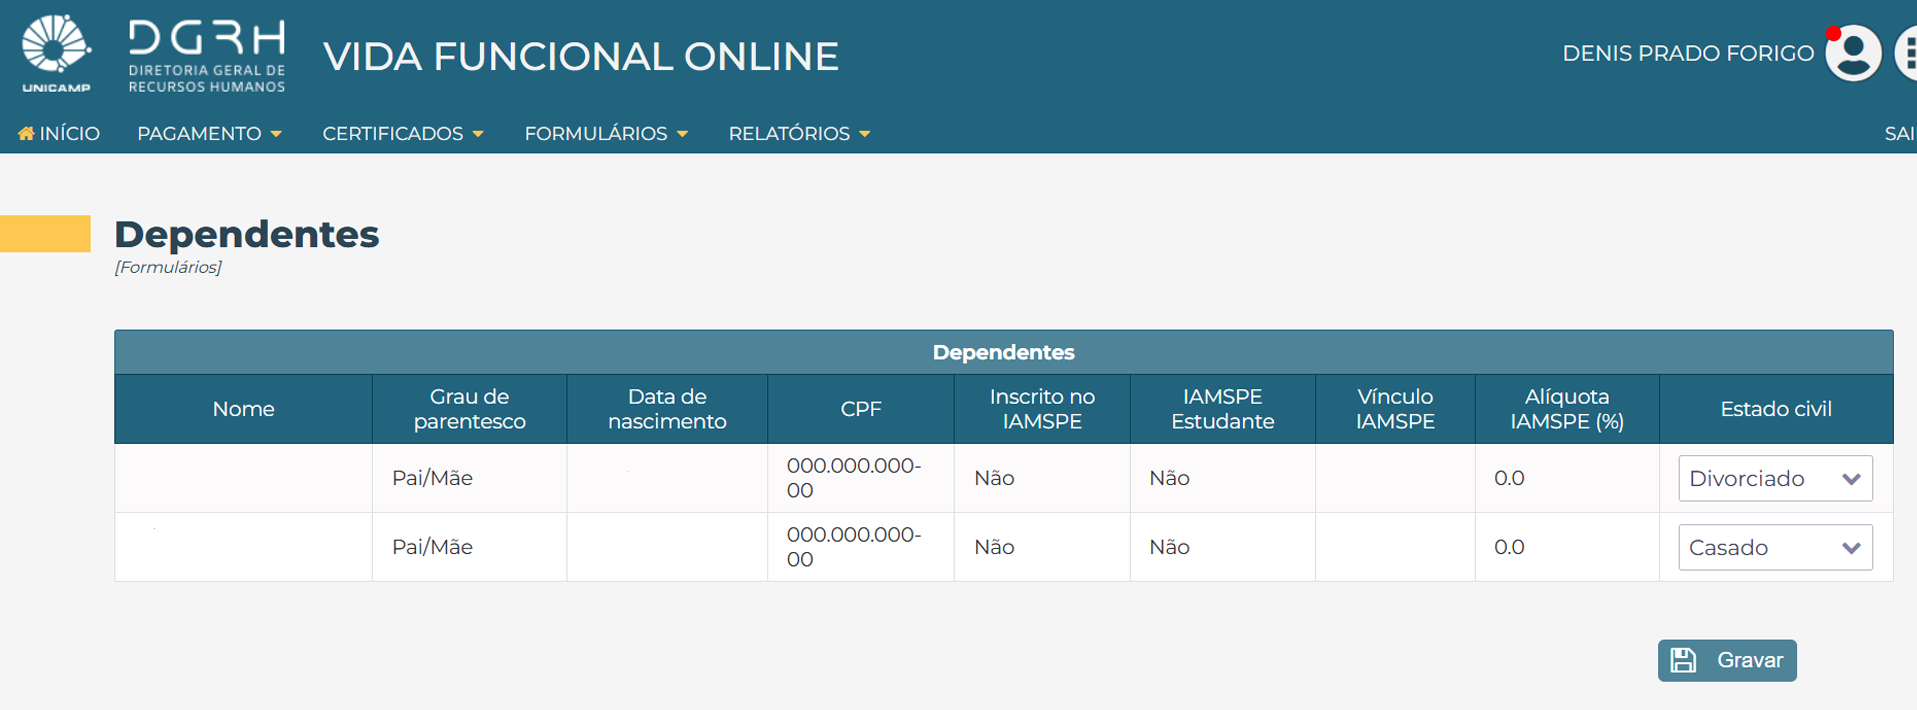 UNICAMP
DGRH
DIRETORIA GERAL DE
RECURSOS HUMANOS
VIDA FUNCIONAL ONLINE
DENIS PRADO FORIGO
INÍCIO PAGAMENTO CERTIFICADOS FORMULÁRIOS RELATÓRIOS SAI
Dependentes
[Formulários]
Dependentes
Nome Grau de parentesco Data de nascimento CPF Inscrito no IAMSPE IAMSPE Estudante Vínculo IAMSPE Alíquota IAMSPE (%) Estado civil
Pai/Mãe 000.000.000-00 Não Não 0.0 Divorciado
Pai/Mãe 000.000.000-00 Não Não 0.0 Casado
Gravar